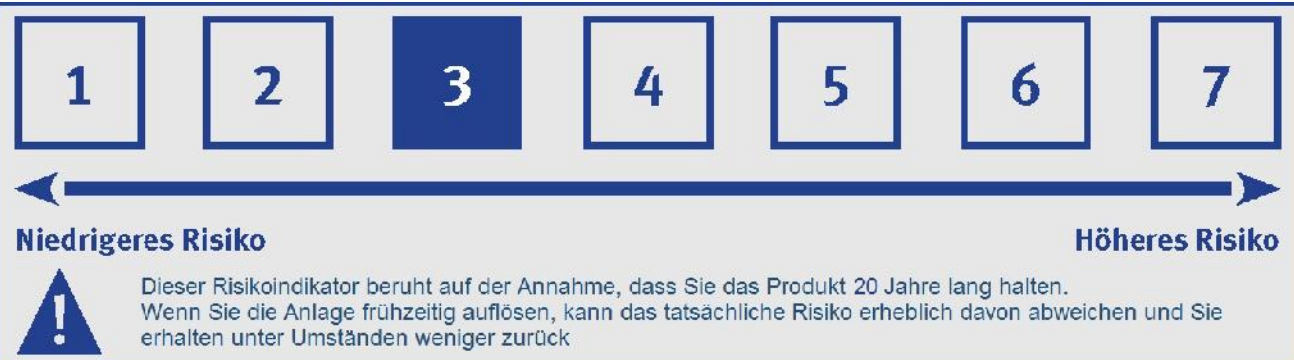 1 2 3 4 5 6 7
Niedrigeres Risiko Höheres Risiko
!
Dieser Risikoindikator beruht auf der Annahme, dass Sie das Produkt 20 Jahre lang halten.
Wenn Sie die Anlage frühzeitig auflösen, kann das tatsächliche Risiko erheblich davon abweichen und Sie
erhalten unter Umständen weniger zurück